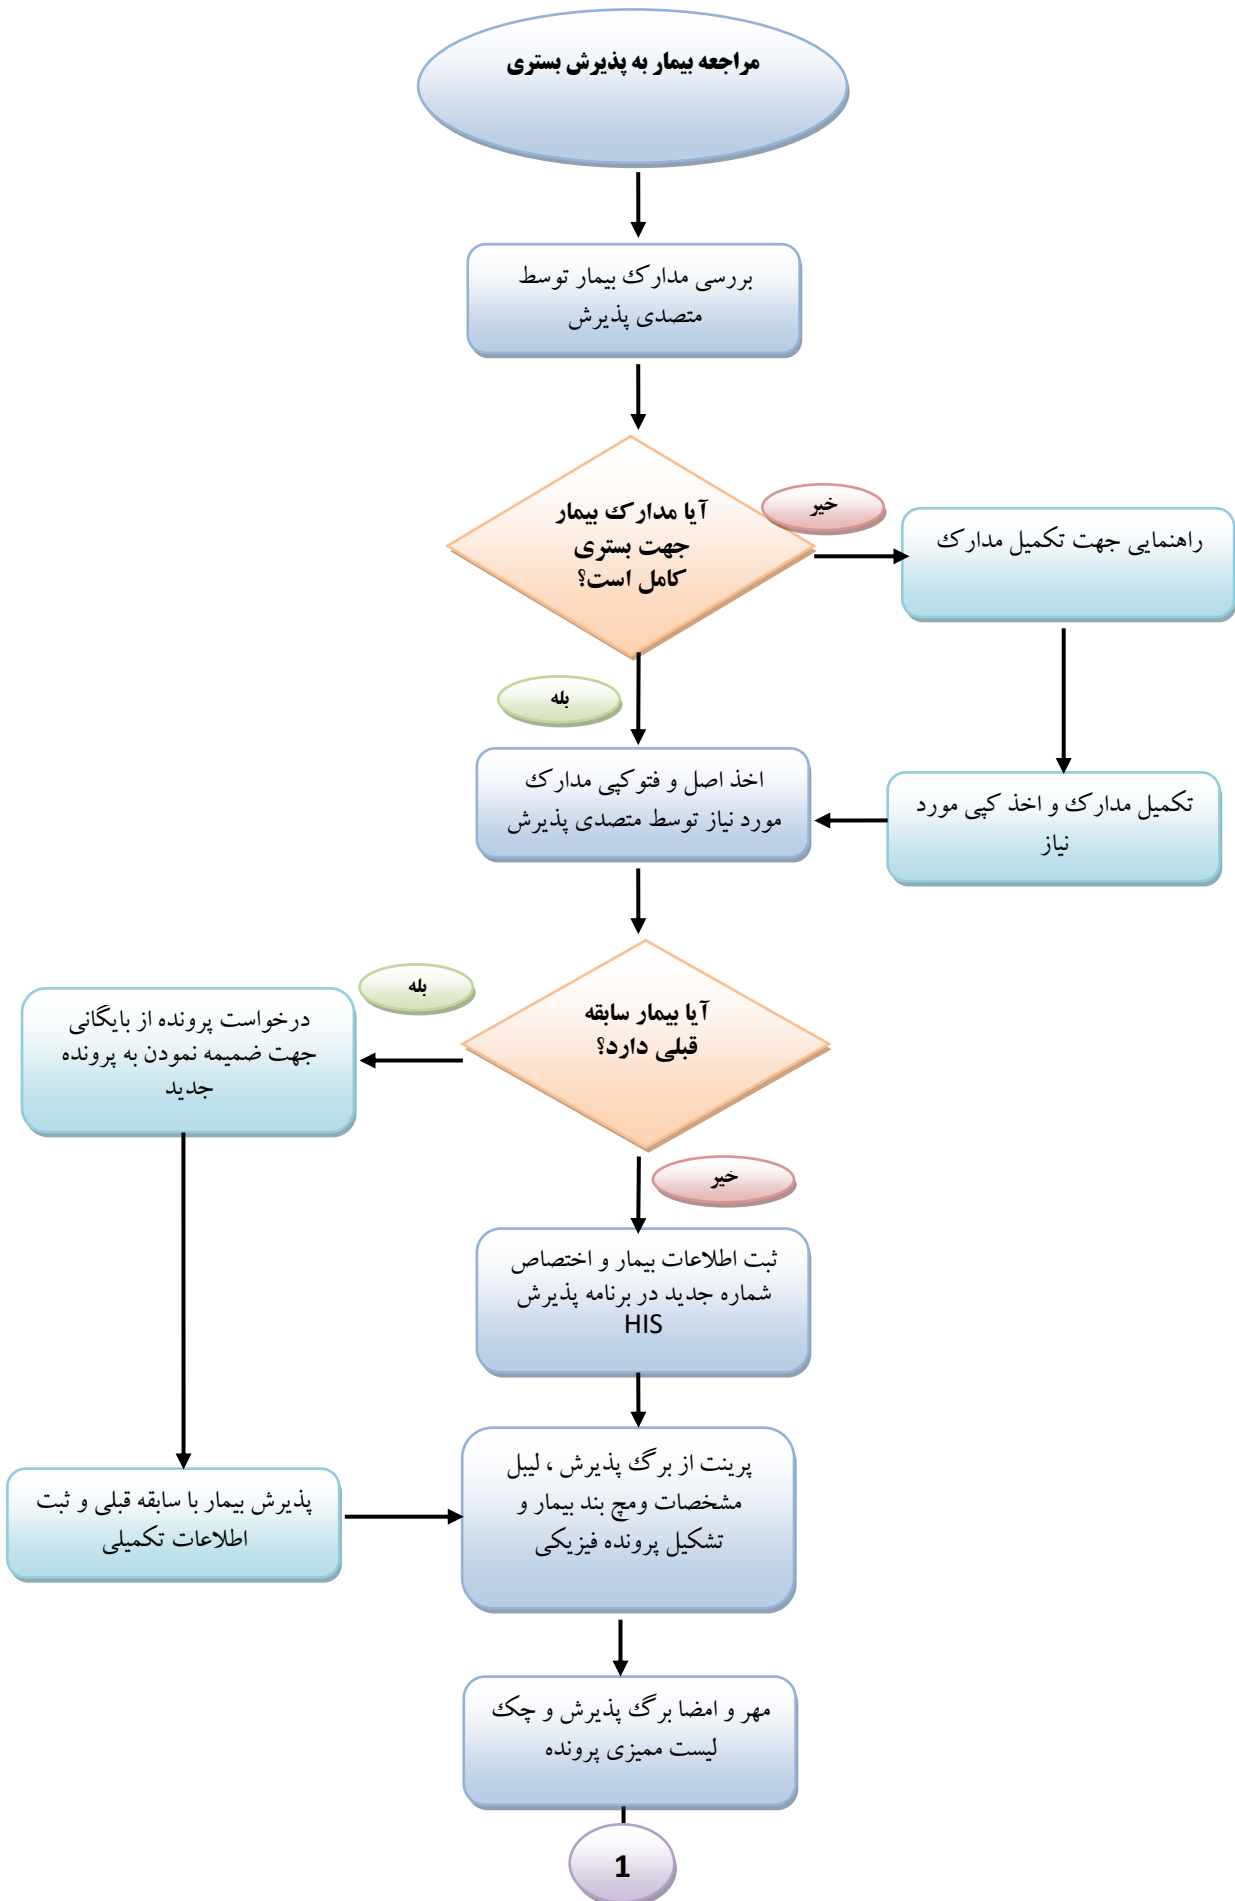 مراجعه بیمار به پذیرش بستری
بررسی مدارک بیمار توسط
متصدی پذیرش
آیا مدارک بیمار
جهت بستری
کامل است؟
خیر
راهنمایی جهت تکمیل مدارک
بله
اخذ اصل و فتوکپی مدارک
مورد نیاز توسط متصدی پذیرش
تکمیل مدارک و اخذ کپی مورد
نیاز
آیا بیمار سابقه
قبلی دارد؟
بله
درخواست پرونده از بایگانی
جهت ضمیمه نمودن به پرونده
جدید
خیر
ثبت اطلاعات بیمار و اختصاص
شماره جدید در برنامه پذیرش
HIS
پرینت از برگ پذیرش ، لیبل
مشخصات ومچ بند بیمار و
تشکیل پرونده فیزیکی
پذیرش بیمار با سابقه قبلی و ثبت
اطلاعات تکمیلی
مهر و امضا برگ پذیرش و چک
لیست ممیزی پرونده
1